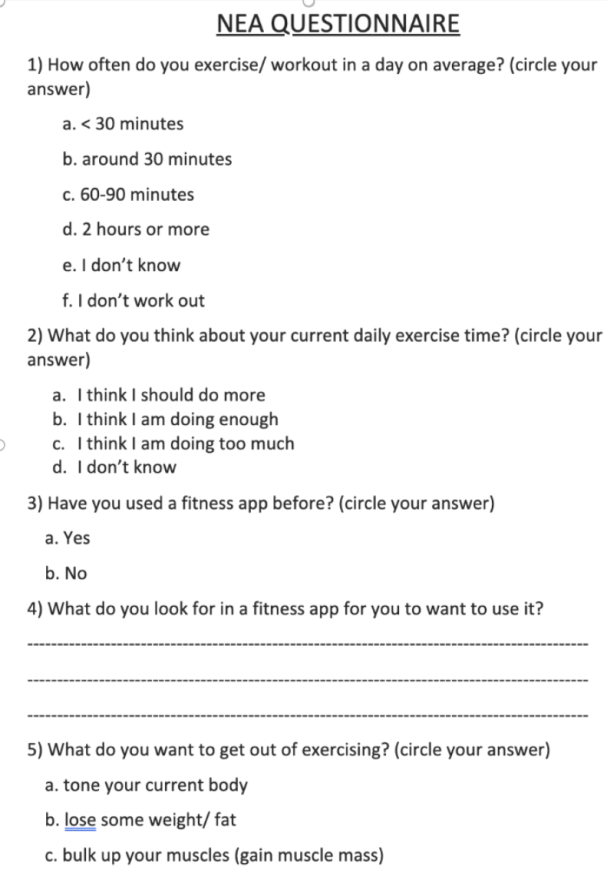 NEA QUESTIONNAIRE
1) How often do you exercise/ workout in a day on average? (circle your
answer)
a. < 30 minutes
b. around 30 minutes
c. 60-90 minutes
d. 2 hours or more
e. I don't know
f. I don't work out
2) What do you think about your current daily exercise time? (circle your
answer)
a. I think I should do more
b. I think I am doing enough
c. I think I am doing too much
d. I don't know
3) Have you used a fitness app before? (circle your answer)
a. Yes
b. No
4) What do you look for in a fitness app for you to want to use it?
5) What do you want to get out of exercising? (circle your answer)
a. tone your current body
b. lose some weight/ fat
c. bulk up your muscles (gain muscle mass)